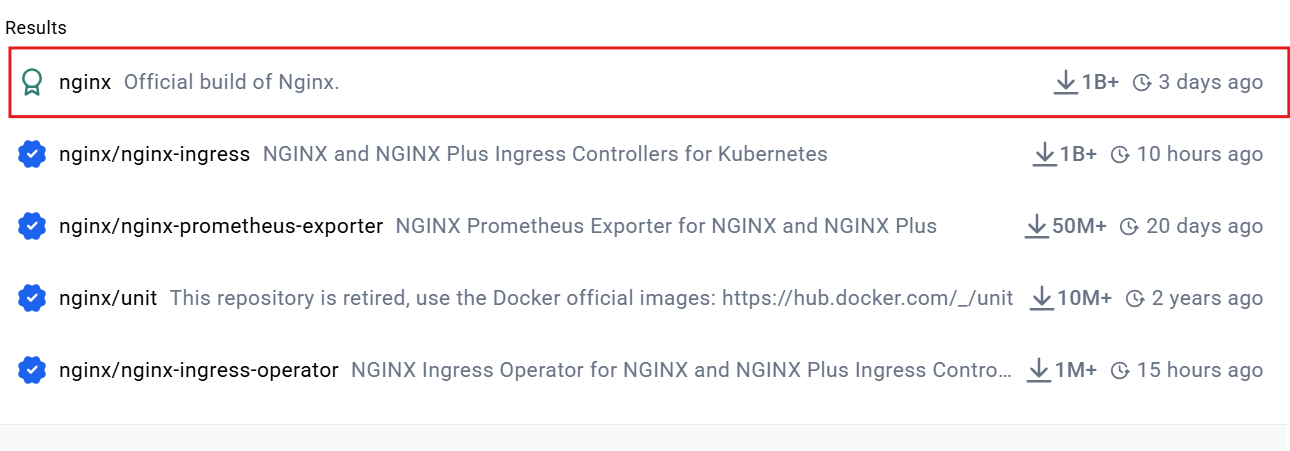 Results
nginx Official build of Nginx. 1B+ 3 days ago
nginx/nginx-ingress NGINX and NGINX Plus Ingress Controllers for Kubernetes 1B+ 10 hours ago
nginx/nginx-prometheus-exporter NGINX Prometheus Exporter for NGINX and NGINX Plus 50M+ 20 days ago
nginx/unit This repository is retired, use the Docker official images: https://hub.docker.com/_/unit 10M+ 2 years ago
nginx/nginx-ingress-operator NGINX Ingress Operator for NGINX and NGINX Plus Ingress Contro... 1M+ 15 hours ago